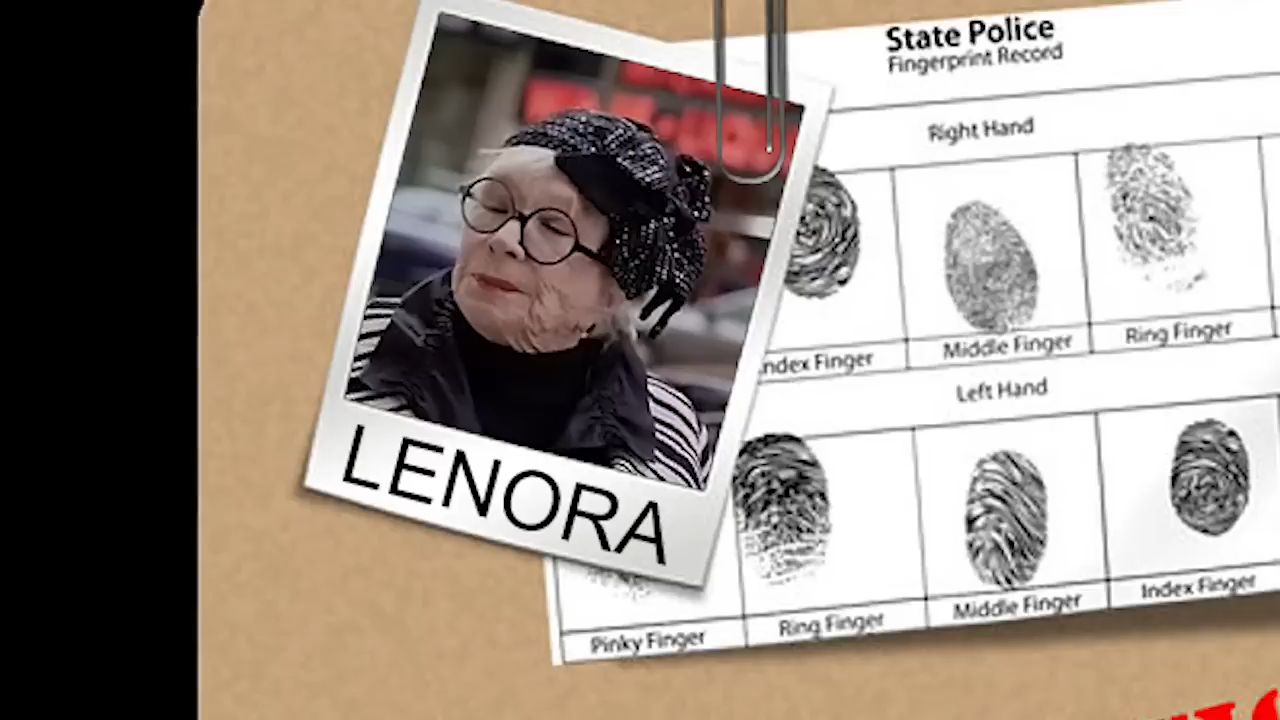 State Police
Fingerprint Record
Right Hand
ndex Finger
Middle Finger
Ring Finger
Left Hand
LENORA
Pinky Finger
Ring Finger
Middle Finger
Index Finger